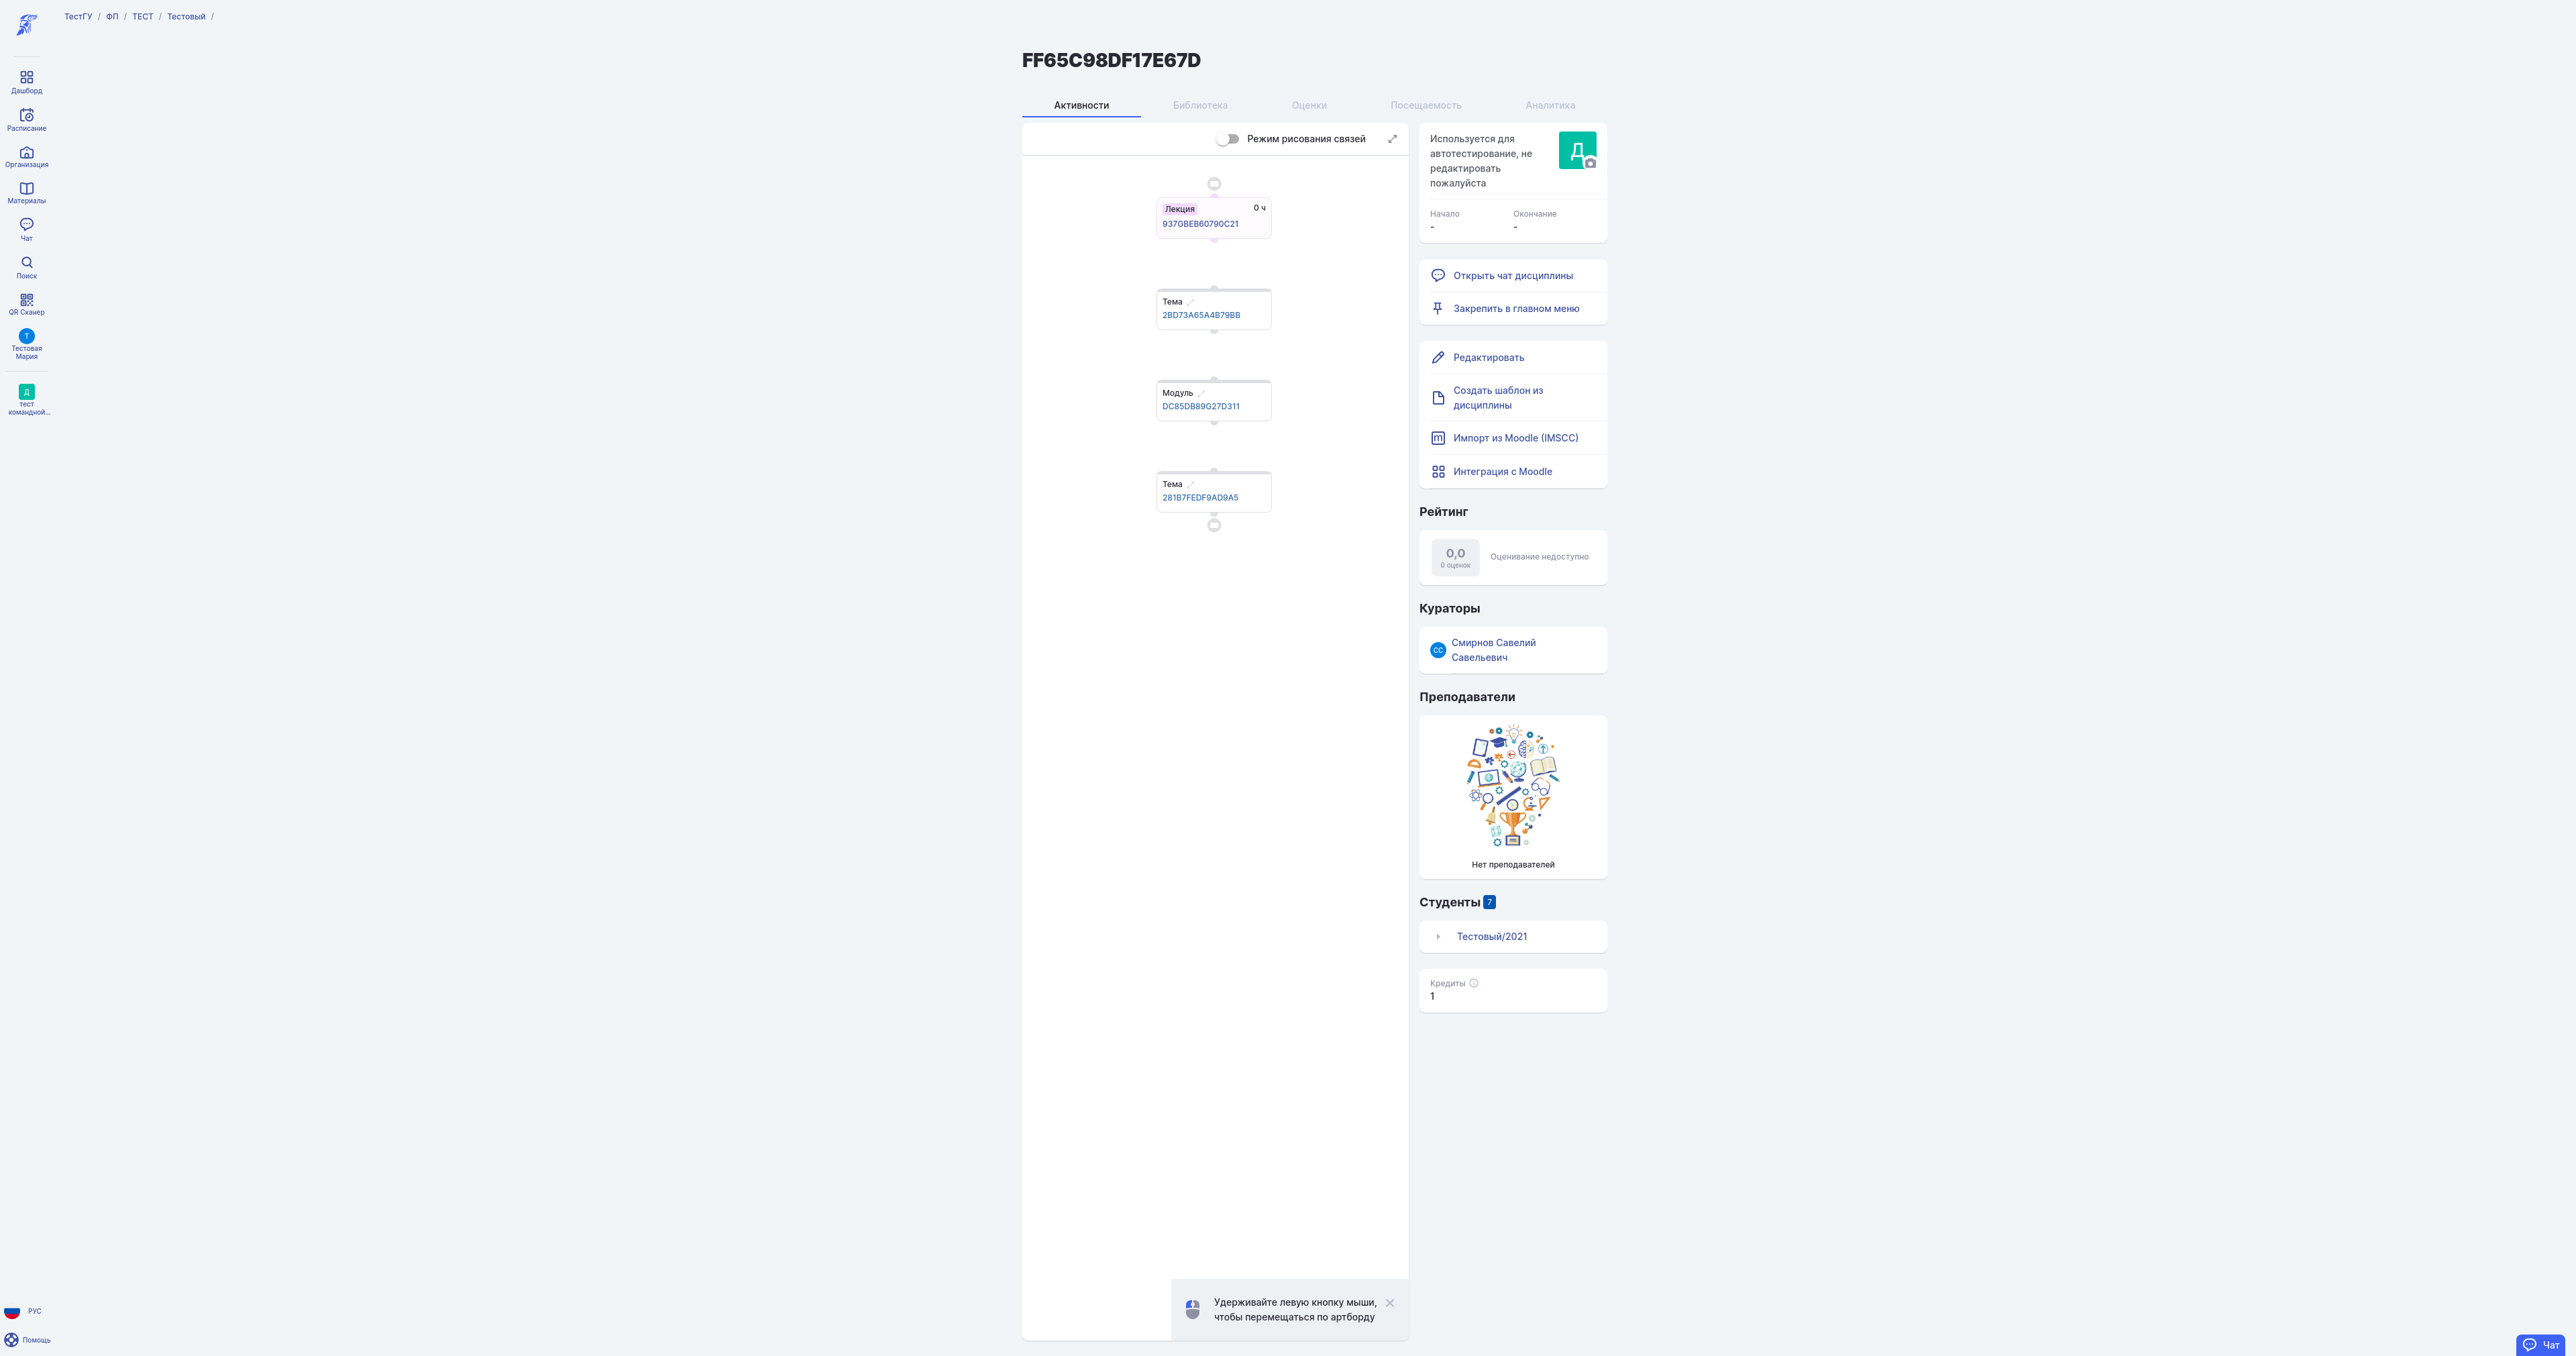 ТестГУ / ФП / ТЕСТ / Тестовый /
Дашборд
Расписание
Организация
Материалы
Чат
Поиск
QR Сканер
Т
Тестовая
Мария
Д
тест
командной...
РУС
Помощь
FF65C98DF17E67D
Активности Библиотека Оценки Посещаемость Аналитика
Режим рисования связей
Лекция 0 ч
937GBEB60790C21
Тема
2BD73A65A4B79BB
Модуль
DC85DB89G27D311
Тема
281B7FEDF9AD9A5
Удерживайте левую кнопку мыши,
чтобы перемещаться по артборду
Используется для
автотестирование, не
редактировать
пожалуйста
Д
Начало Окончание
- -
Открыть чат дисциплины
Закрепить в главном меню
Редактировать
Создать шаблон из
дисциплины
Импорт из Moodle (IMSCC)
Интеграция с Moodle
Рейтинг
0,0
0 оценок
Оценивание недоступно
Кураторы
СС
Смирнов Савелий
Савельевич
Преподаватели
Нет преподавателей
Студенты 7
Тестовый/2021
Кредиты
1
Чат